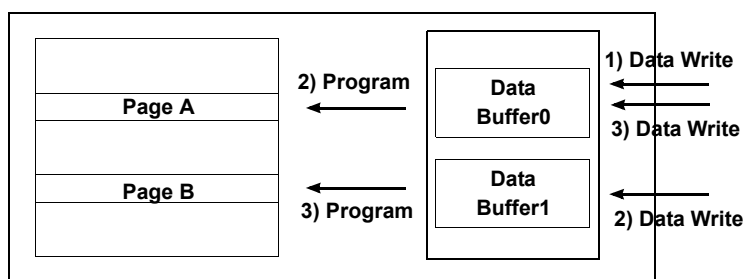 1) Data Write
2) Program
Data
Buffer0
Page A
3) Data Write
Data
Buffer1
Page B
3) Program
2) Data Write